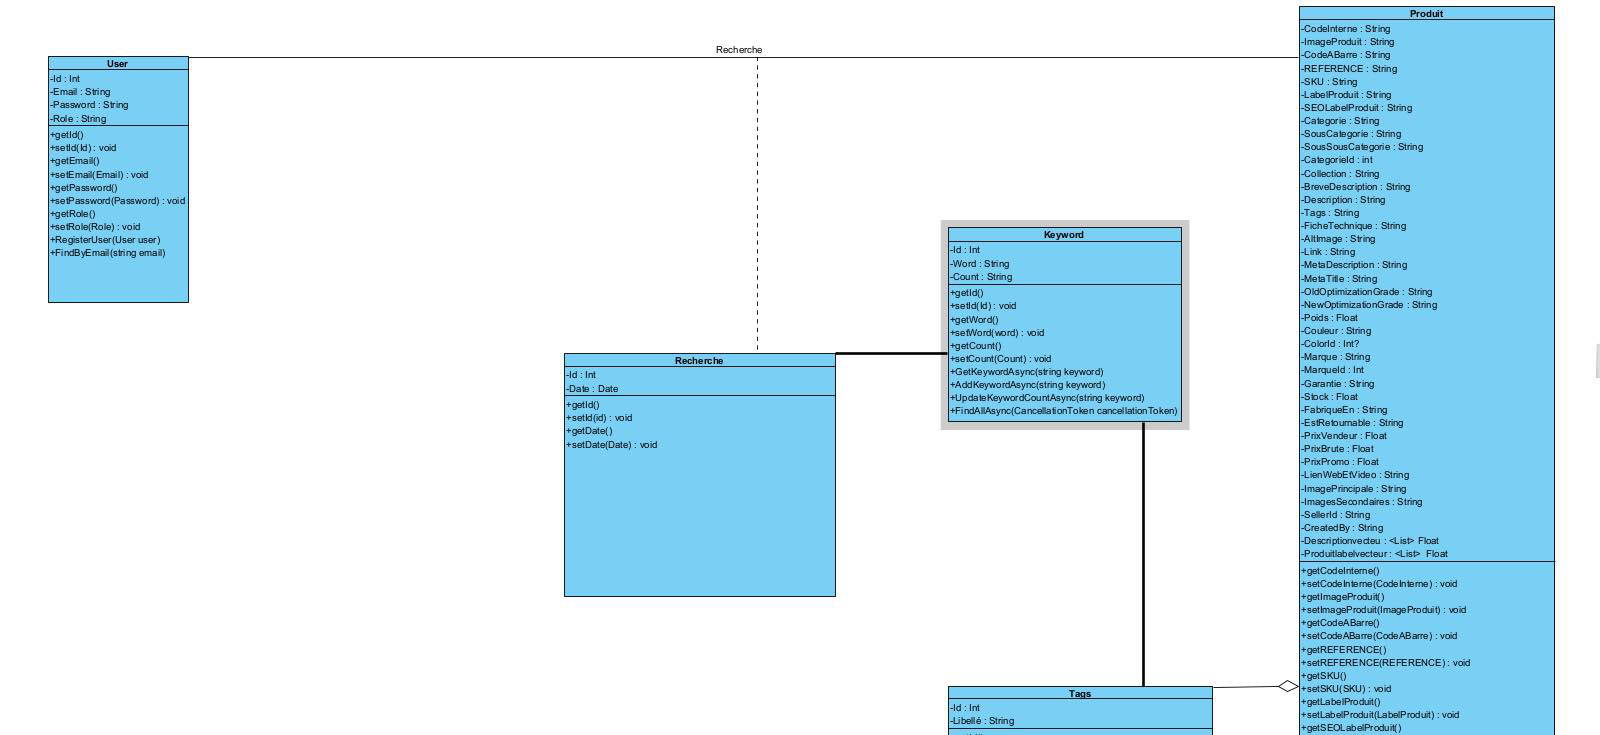 Recherche
User
-Id : Int
-Email : String
-Password : String
-Role : String
+getId()
+setId(Id) : void
+getEmail()
+setEmail(Email) : void
+getPassword()
+setPassword(Password) : void
+getRole()
+setRole(Role) : void
+RegisterUser(User user)
+FindByEmail(string email)
Recherche
-Id : Int
-Date : Date
+getId()
+setId(id) : void
+getDate()
+setDate(Date) : void
Keyword
-Id : Int
-Word : String
-Count : String
+getId()
+setId(Id) : void
+getWord()
+setWord(word) : void
+getCount()
+setCount(Count) : void
+GetKeywordAsync(string keyword)
+AddKeywordAsync(string keyword)
+UpdateKeywordCountAsync(string keyword)
+FindAllAsync(CancellationToken cancellationToken)
Tags
-Id : Int
-Libellé : String
Produit
-CodeInterne : String
-ImageProduit : String
-CodeABarre : String
-REFERENCE : String
-SKU : String
-LabelProduit : String
-SEOLabelProduit : String
-Categorie : String
-SousCategorie : String
-SousSousCategorie : String
-CategorieId : int
-Collection : String
-BreveDescription : String
-Description : String
-Tags : String
-FicheTechnique : String
-AltImage : String
-Link : String
-MetaDescription : String
-MetaTitle : String
-OldOptimizationGrade : String
-NewOptimizationGrade : String
-Poids : Float
-Couleur : String
-ColorId : Int?
-Marque : String
-MarqueId : Int
-Garantie : String
-Stock : Float
-FabriqueEn : String
-EstRetournable : String
-PrixVendeur : Float
-PrixBrute : Float
-PrixPromo : Float
-LienWebEtVideo : String
-ImagePrincipale : String
-ImagesSecondaires : String
-SellerId : String
-CreatedBy : String
-Descriptionvecteu : <List> Float
-Produitlabelvecteur : <List>  Float
+getCodeInterne()
+setCodeInterne(CodeInterne) : void
+getImageProduit()
+setImageProduit(ImageProduit) : void
+getCodeABarre()
+setCodeABarre(CodeABarre) : void
+getREFERENCE()
+setREFERENCE(REFERENCE) : void
+getSKU()
+setSKU(SKU) : void
+getLabelProduit()
+setLabelProduit(LabelProduit) : void
+getSEOLabelProduit()